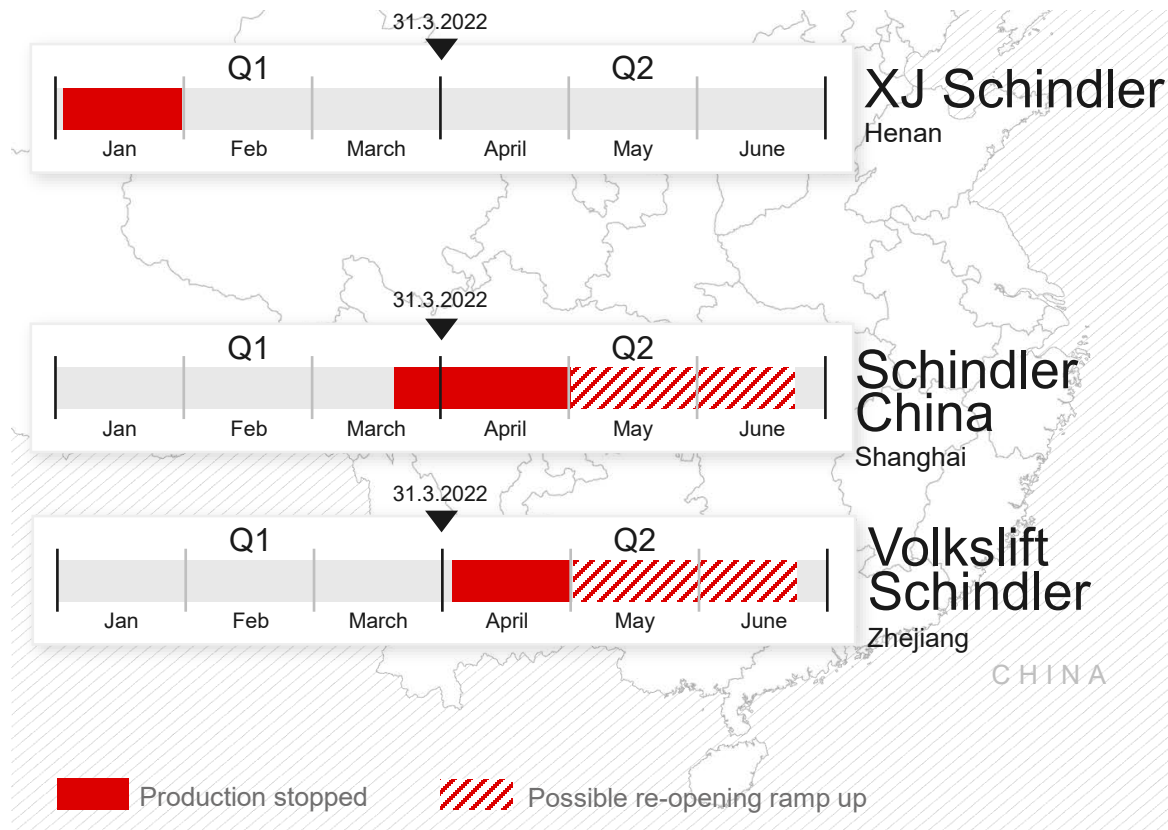 31.3.2022
Q1 Q2
Jan Feb March April May June
XJ Schindler
Henan
31.3.2022
Q1 Q2
Jan Feb March April May June
Schindler
China
Shanghai
31.3.2022
Q1 Q2
Jan Feb March April May June
Volkslift
Schindler
Zhejiang
CHINA
Production stopped
Possible re-opening ramp up